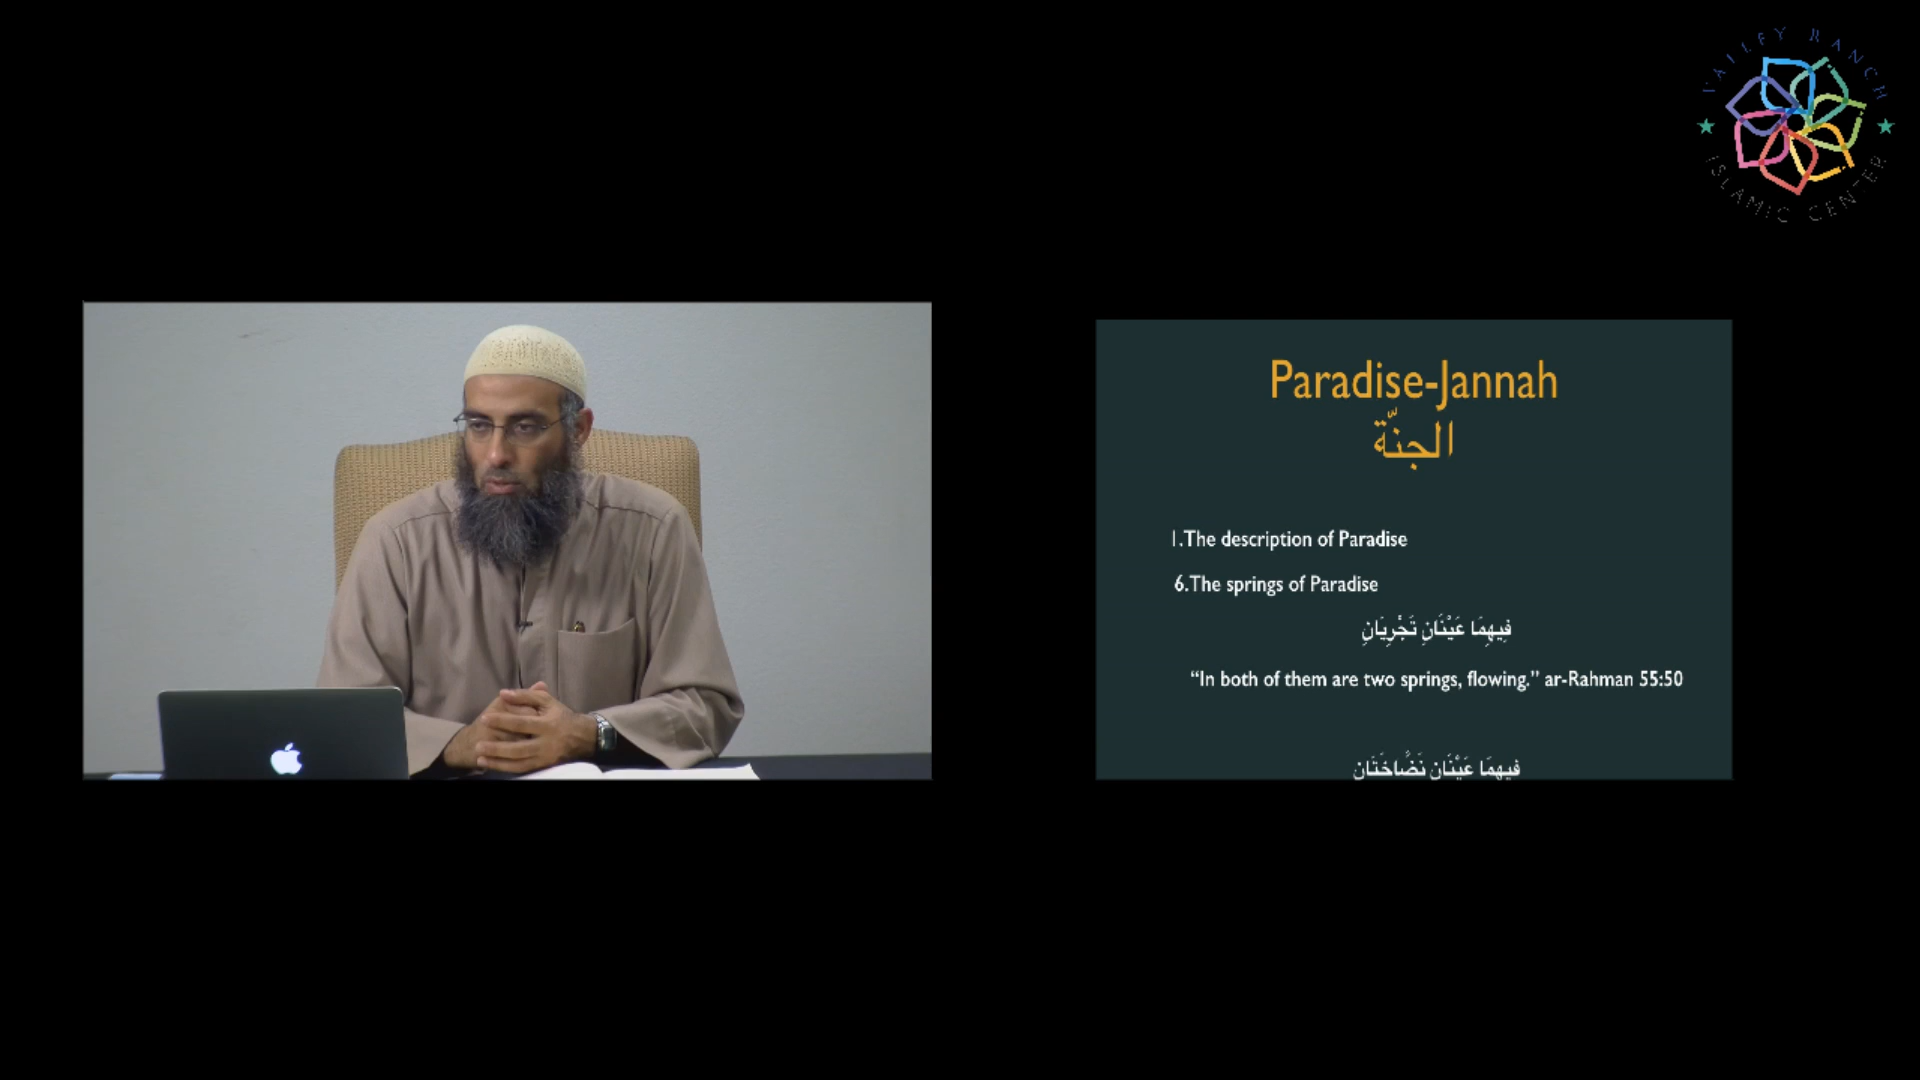 VALLEY RANCH
ISLAMIC CENTER
Paradise-Jannah
الجنّة
1.The description of Paradise
6.The springs of Paradise
فِيهِمَا عَيْنَانِ تَجْرِيَانِ
“In both of them are two springs, flowing.” ar-Rahman 55:50
فِيهِمَا عَيْنَانِ نَضَّاخَتَانِ